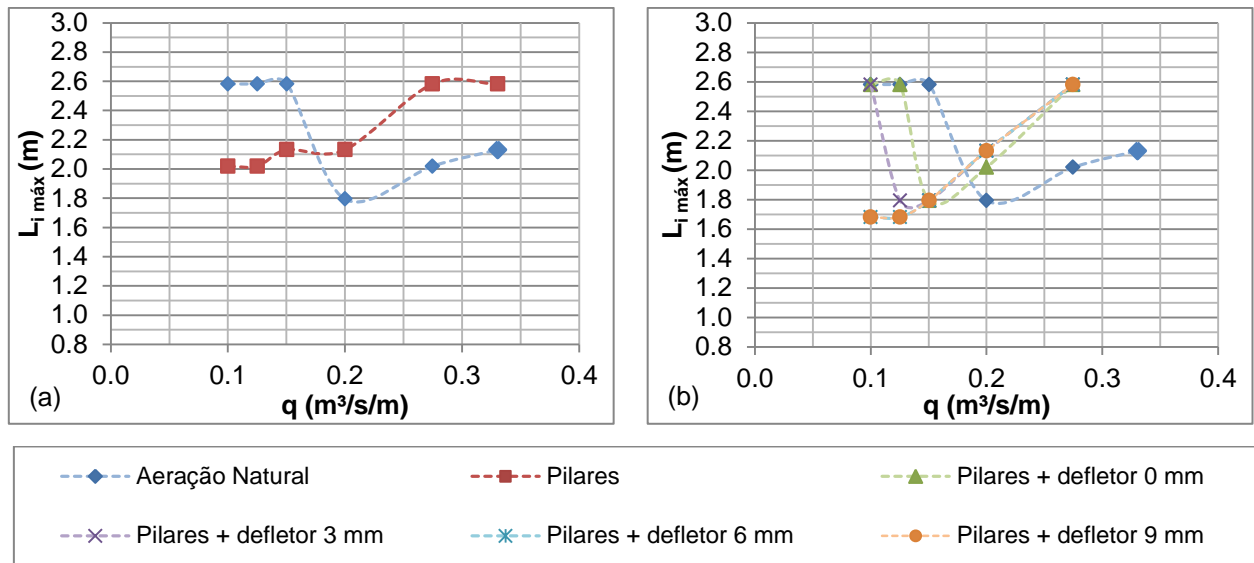 3.0
2.8
2.6
2.4
2.2
2.0
1.8
1.6
1.4
1.2
1.0
0.8
L i máx (m)
0.0 0.1 0.2 0.3 0.4
(a)
q (m³/s/m)
3.0
2.8
2.6
2.4
2.2
2.0
1.8
1.6
1.4
1.2
1.0
0.8
L i máx (m)
0.0 0.1 0.2 0.3 0.4
(b)
q (m³/s/m)
Aeração Natural Pilares Pilares + defletor 0 mm
Pilares + defletor 3 mm Pilares + defletor 6 mm Pilares + defletor 9 mm